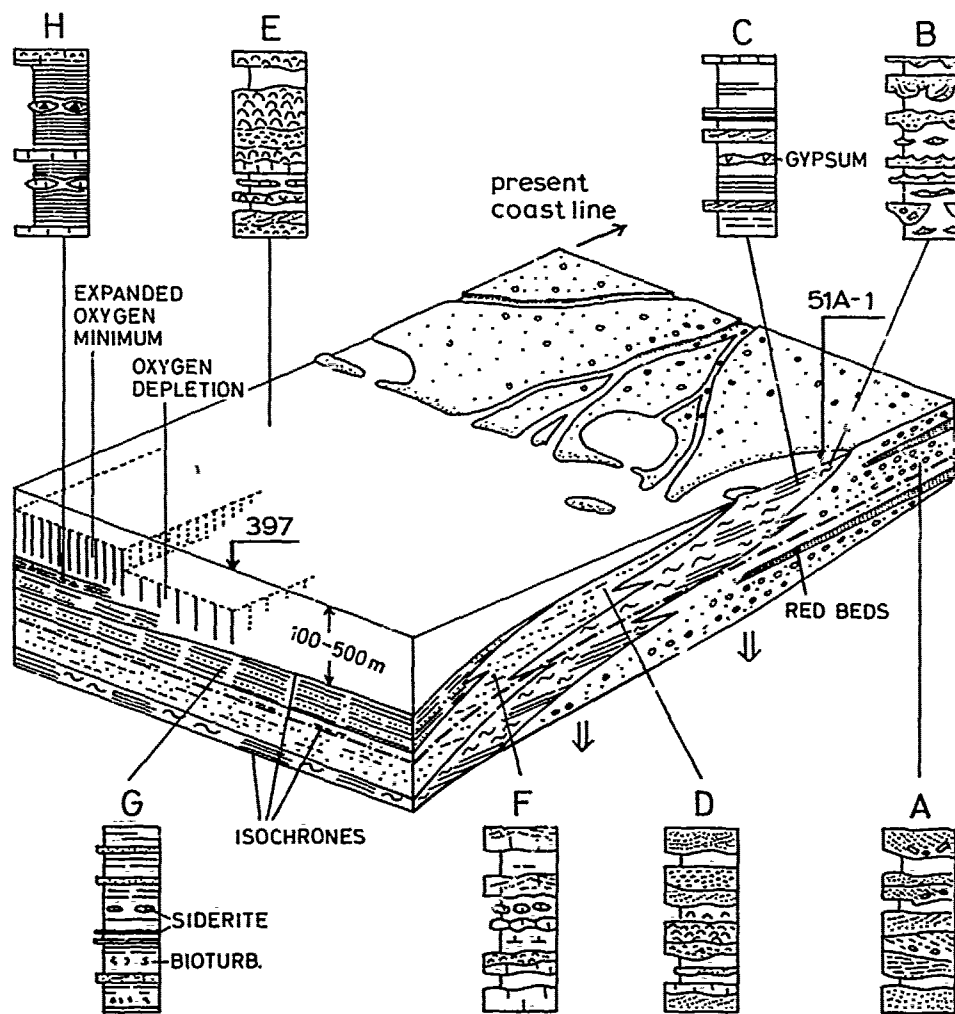 H
E
C
B
GYPSUM
present
coast line
51A-1
EXPANDED
OXYGEN
MINIMUM
OXYGEN
DEPLETION
397
100-500m
RED BEDS
ISOCHRONES
G
F
D
A
SIDERITE
BIOTURB.